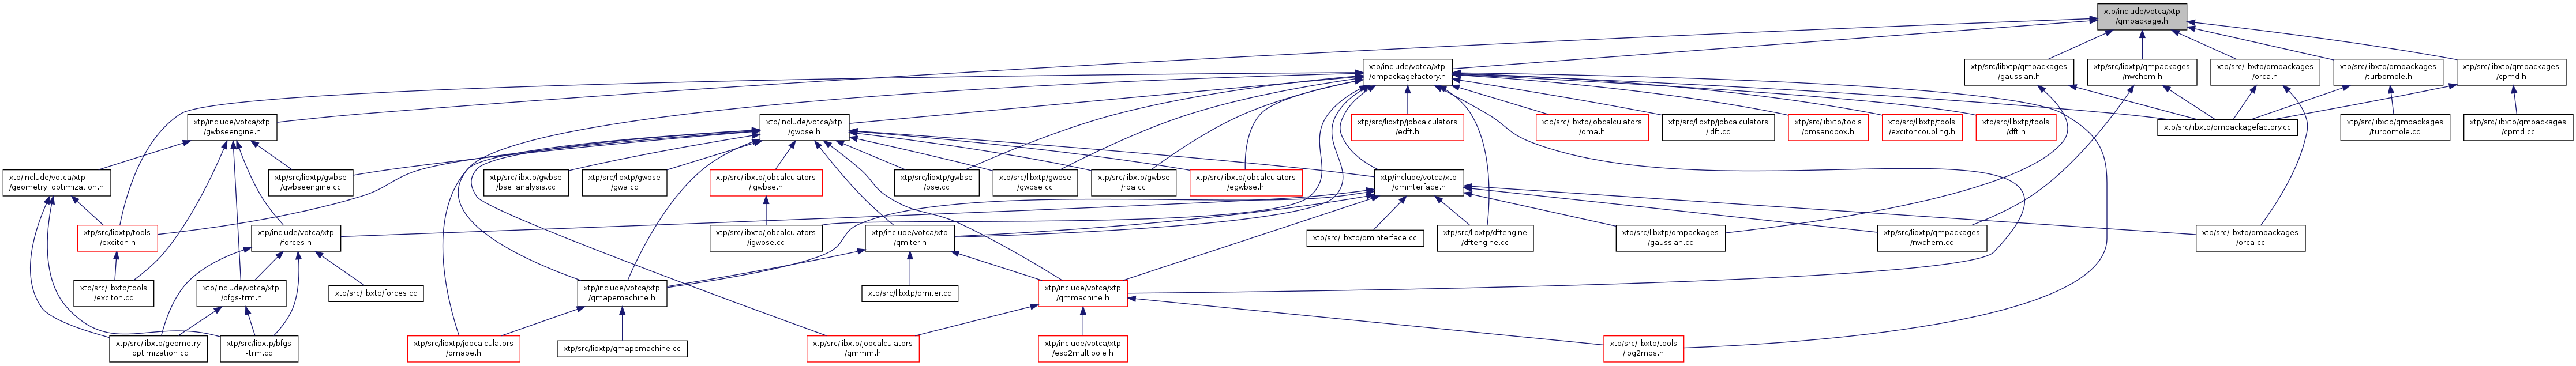 xtp/include/votca/xtp
/qmpackage.h
xtp/include/votca/xtp
/qmpackagefactory.h
xtp/src/libxtp/qmpackages
/gaussian.h
xtp/src/libxtp/qmpackages
/nwchem.h
xtp/src/libxtp/qmpackages
/orca.h
xtp/src/libxtp/qmpackages
/turbomole.h
xtp/src/libxtp/qmpackages
/cpmd.h
xtp/include/votca/xtp
/gwbseengine.h
xtp/include/votca/xtp
/gwbse.h
xtp/src/libxtp/jobcalculators
/edft.h
xtp/src/libxtp/jobcalculators
/dma.h
xtp/src/libxtp/jobcalculators
/idft.cc
xtp/src/libxtp/tools
/qmsandbox.h
xtp/src/libxtp/tools
/excitoncoupling.h
xtp/src/libxtp/tools
/dft.h
xtp/src/libxtp/qmpackagefactory.cc
xtp/src/libxtp/qmpackages
/turbomole.cc
xtp/src/libxtp/qmpackages
/cpmd.cc
xtp/include/votca/xtp
/geometry_optimization.h
xtp/src/libxtp/gwbse
/gwbseengine.cc
xtp/src/libxtp/gwbse
/bse_analysis.cc
xtp/src/libxtp/gwbse
/gwa.cc
xtp/src/libxtp/jobcalculators
/igwbse.h
xtp/src/libxtp/gwbse
/bse.cc
xtp/src/libxtp/gwbse
/gwbse.cc
xtp/src/libxtp/gwbse
/rpa.cc
xtp/src/libxtp/jobcalculators
/egwbse.h
xtp/include/votca/xtp
/qminterface.h
xtp/src/libxtp/tools
/exciton.h
xtp/include/votca/xtp
/forces.h
xtp/src/libxtp/jobcalculators
/igwbse.cc
xtp/include/votca/xtp
/qmiter.h
xtp/src/libxtp/qminterface.cc
xtp/src/libxtp/dftengine
/dftengine.cc
xtp/src/libxtp/qmpackages
/gaussian.cc
xtp/src/libxtp/qmpackages
/nwchem.cc
xtp/src/libxtp/qmpackages
/orca.cc
xtp/src/libxtp/tools
/exciton.cc
xtp/include/votca/xtp
/bfgs-trm.h
xtp/src/libxtp/forces.cc
xtp/include/votca/xtp
/qmapemachine.h
xtp/src/libxtp/qmiter.cc
xtp/include/votca/xtp
/qmmachine.h
xtp/src/libxtp/geometry
_optimization.cc
xtp/src/libxtp/bfgs
-trm.cc
xtp/src/libxtp/jobcalculators
/qmape.h
xtp/src/libxtp/qmapemachine.cc
xtp/src/libxtp/jobcalculators
/qmmm.h
xtp/include/votca/xtp
/esp2multipole.h
xtp/src/libxtp/tools
/log2mps.h